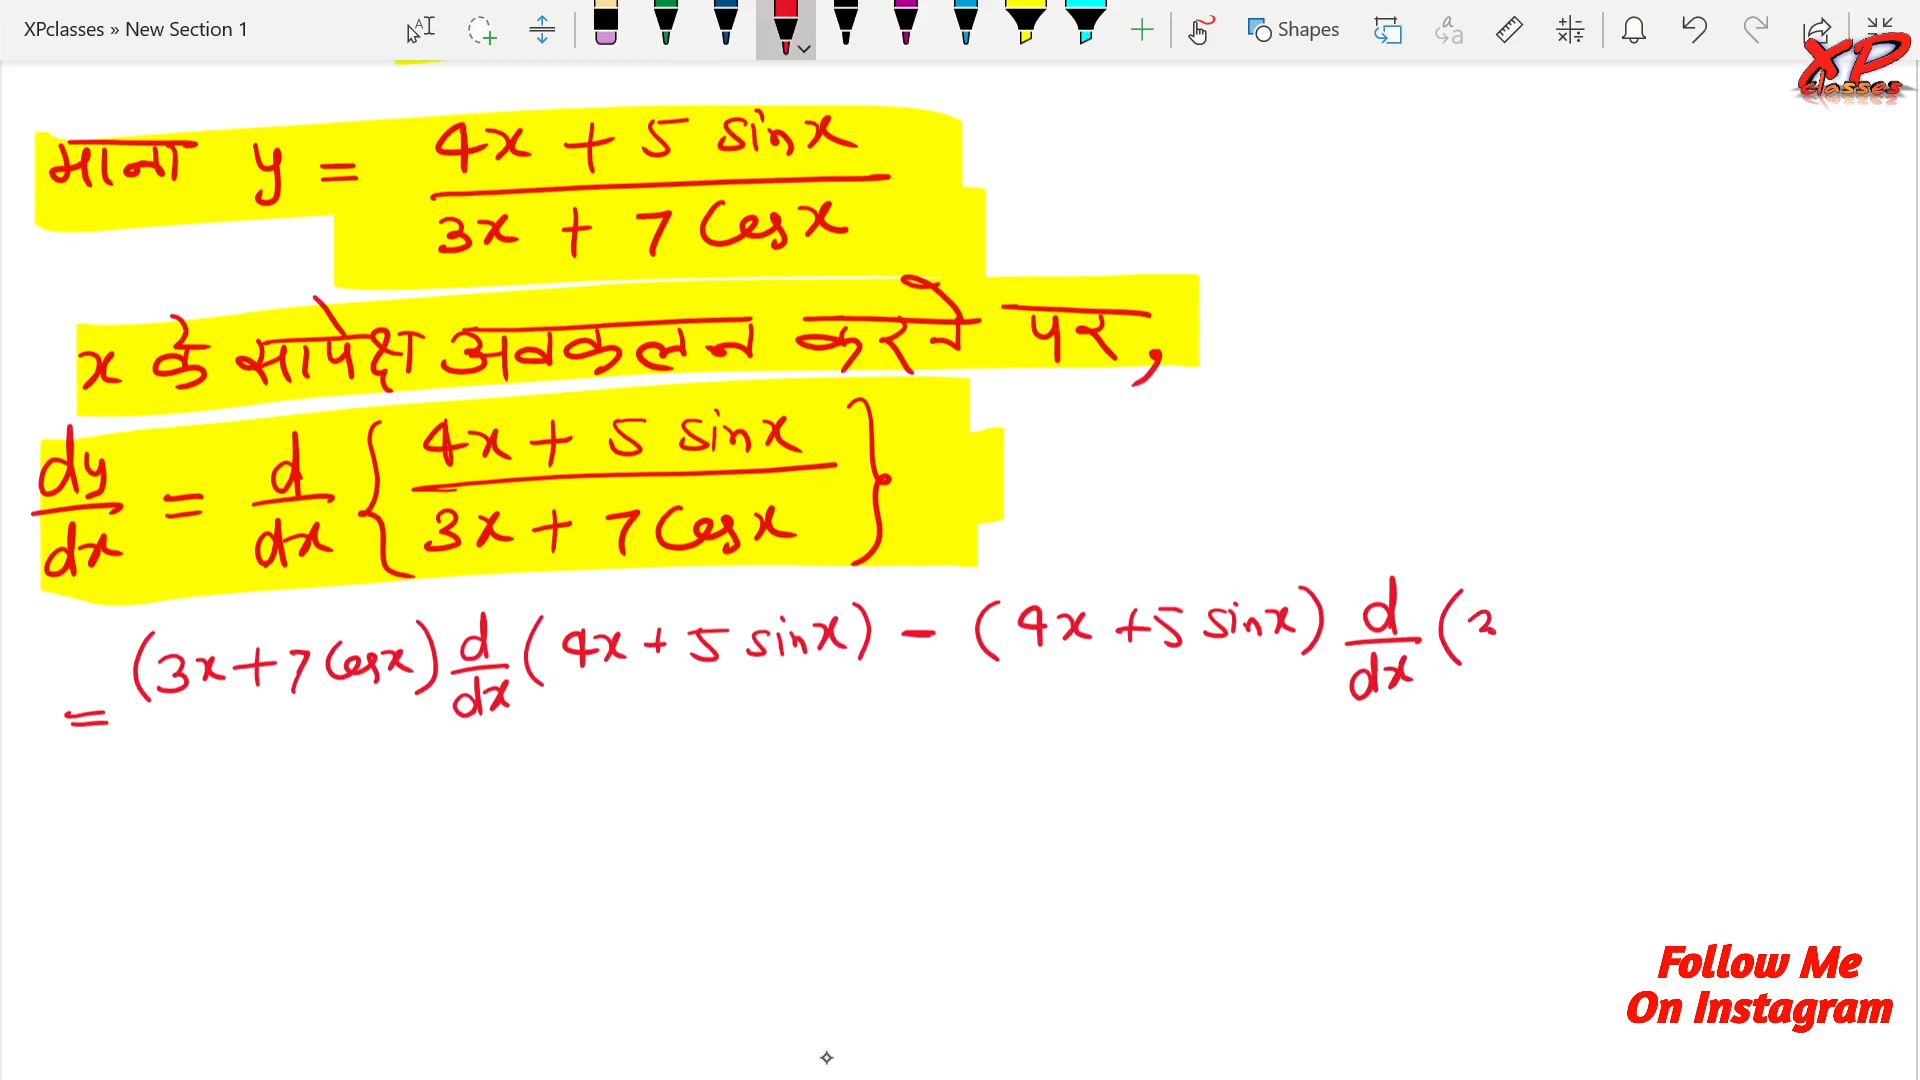 XPclasses » New Section 1
Shapes
XP
classes
माना y = (4x + 5 sinx)/(3x + 7 Cosx)
x के सापेक्ष अवकलन करने पर,
dy/dx = d/dx {(4x + 5 sinx)/(3x + 7 Cosx)}
= (3x + 7 Cosx) d/dx (4x + 5 sinx) - (4x + 5 sinx) d/dx (3
Follow Me
On Instagram